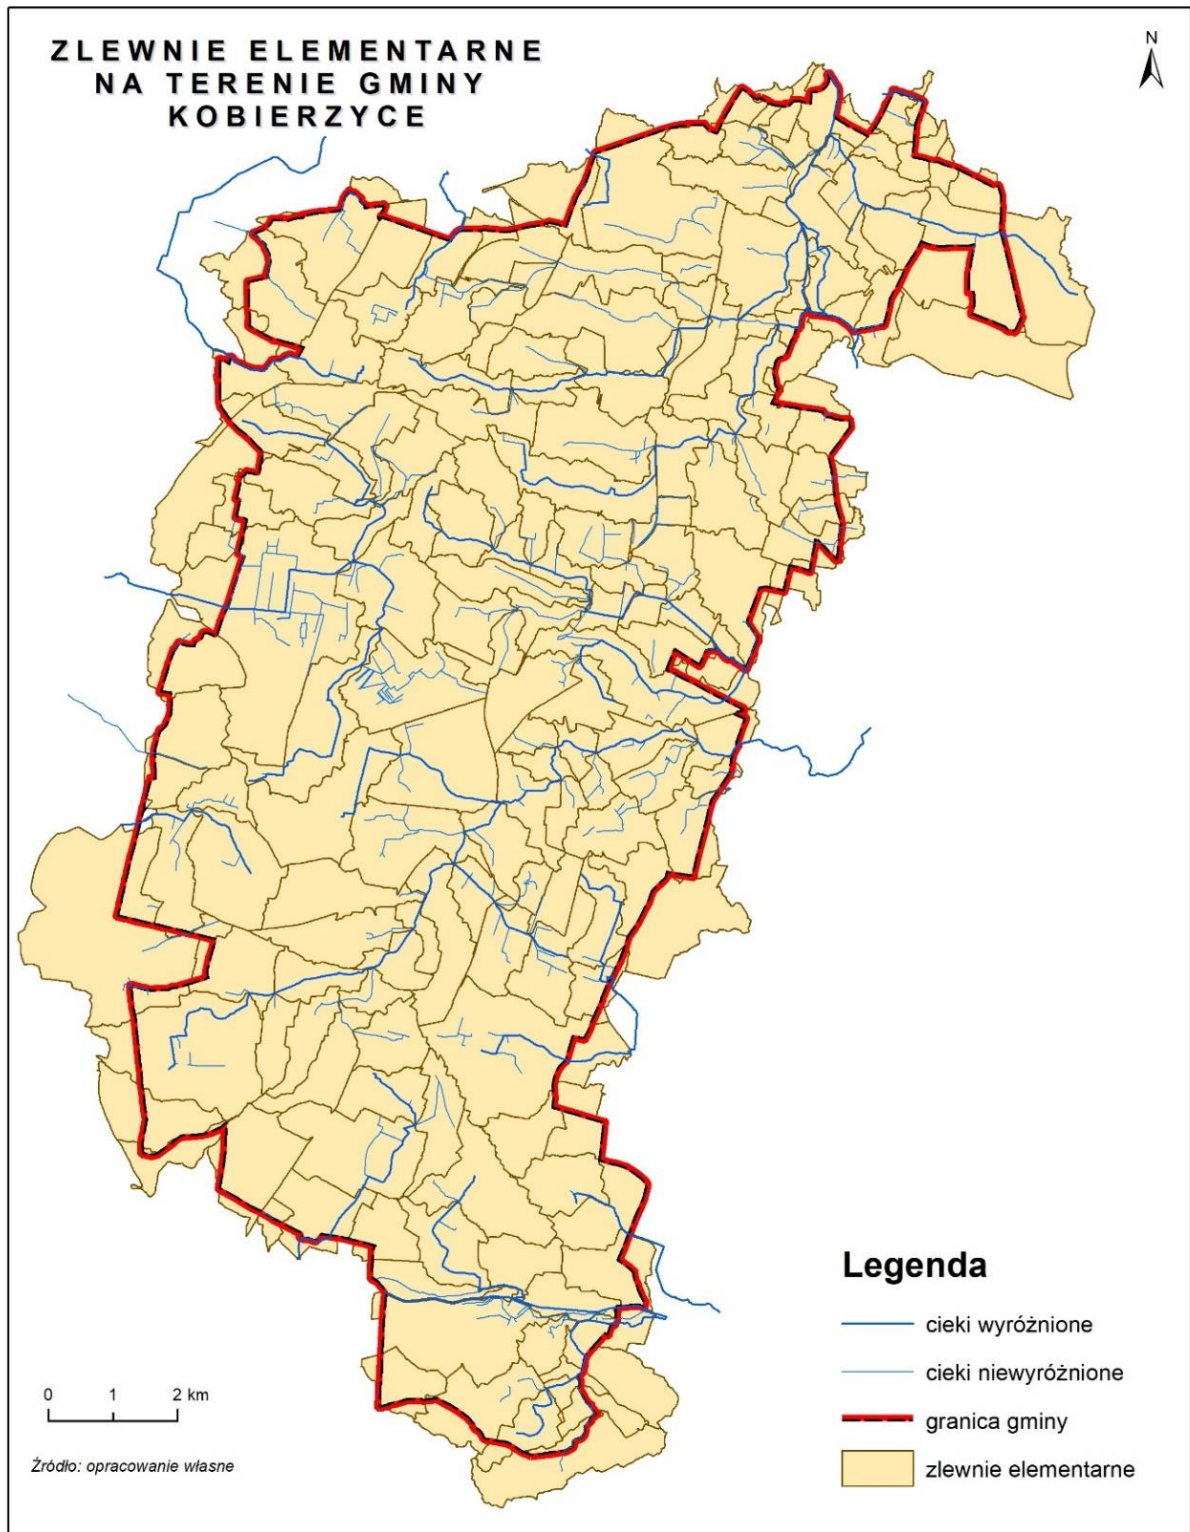 ZLEWNIE ELEMENTARNE
NA TERENIE GMINY
KOBIERZYCE
N
Legenda
cieki wyróżnione
cieki niewyróżnione
granica gminy
zlewnie elementarne
0 1 2 km
Źródło: opracowanie własne